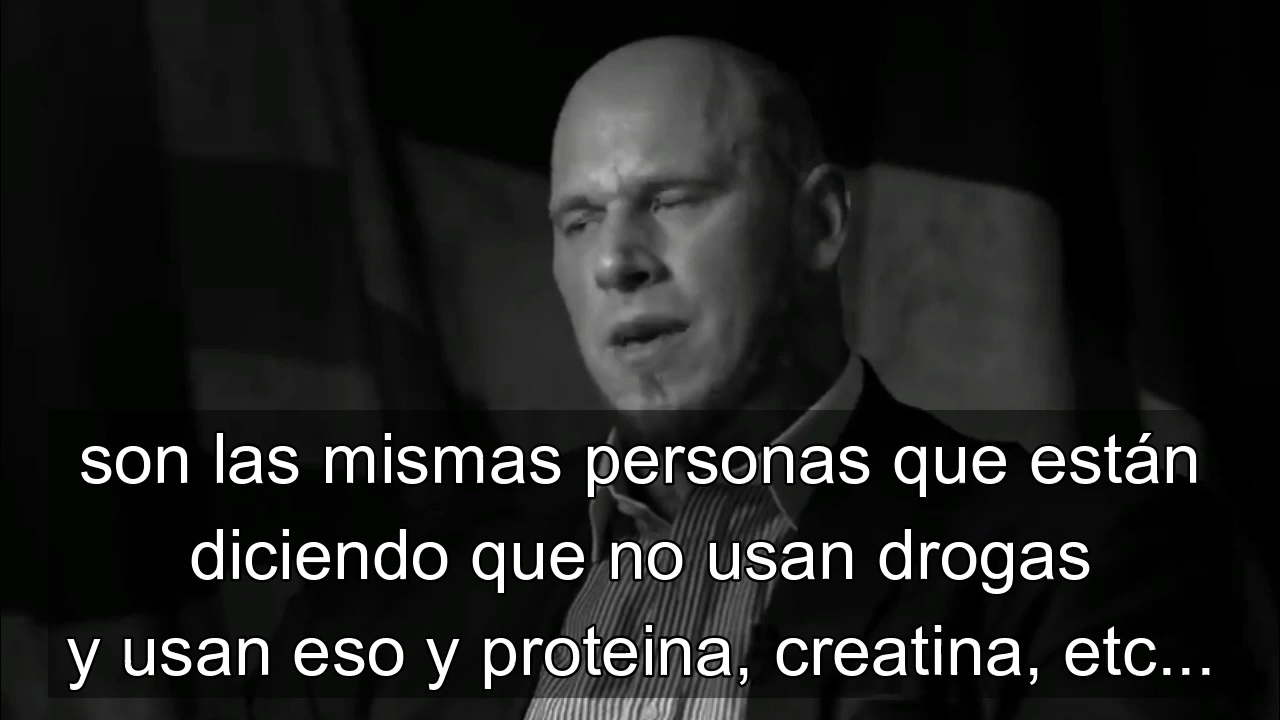 son las mismas personas que están
diciendo que no usan drogas
y usan eso y proteina, creatina, etc...